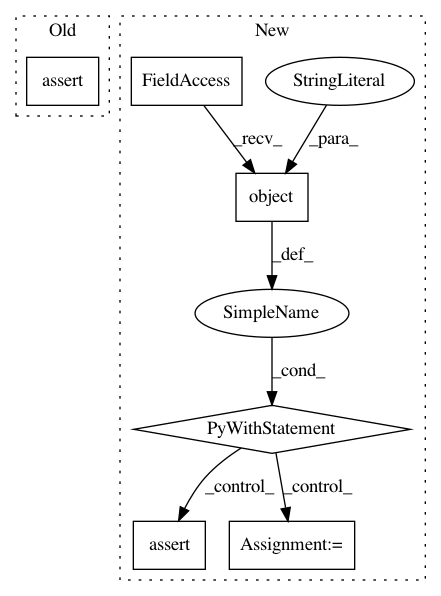 Old
New
assert
FieldAccess
StringLiteral
_recv_
_para_
object
_def_
SimpleName
_cond_
PyWithStatement
_control_
_control_
assert
Assignment:=